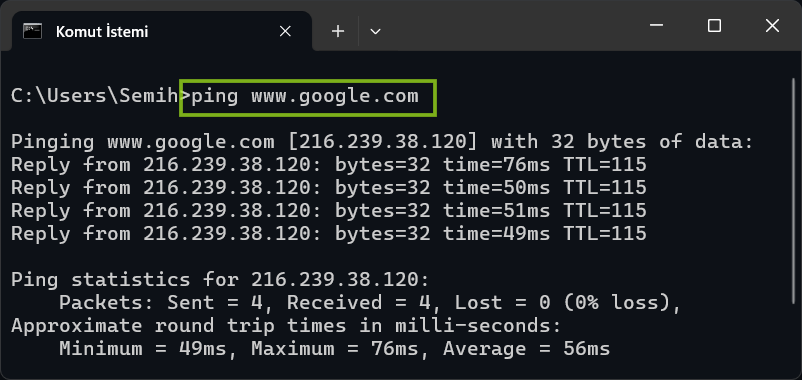 Komut İstemi
C:\Users\Semih>ping www.google.com
Pinging www.google.com [216.239.38.120] with 32 bytes of data:
Reply from 216.239.38.120: bytes=32 time=76ms TTL=115
Reply from 216.239.38.120: bytes=32 time=50ms TTL=115
Reply from 216.239.38.120: bytes=32 time=51ms TTL=115
Reply from 216.239.38.120: bytes=32 time=49ms TTL=115
Ping statistics for 216.239.38.120:
Packets: Sent = 4, Received = 4, Lost = 0 (0% loss),
Approximate round trip times in milli-seconds:
Minimum = 49ms, Maximum = 76ms, Average = 56ms